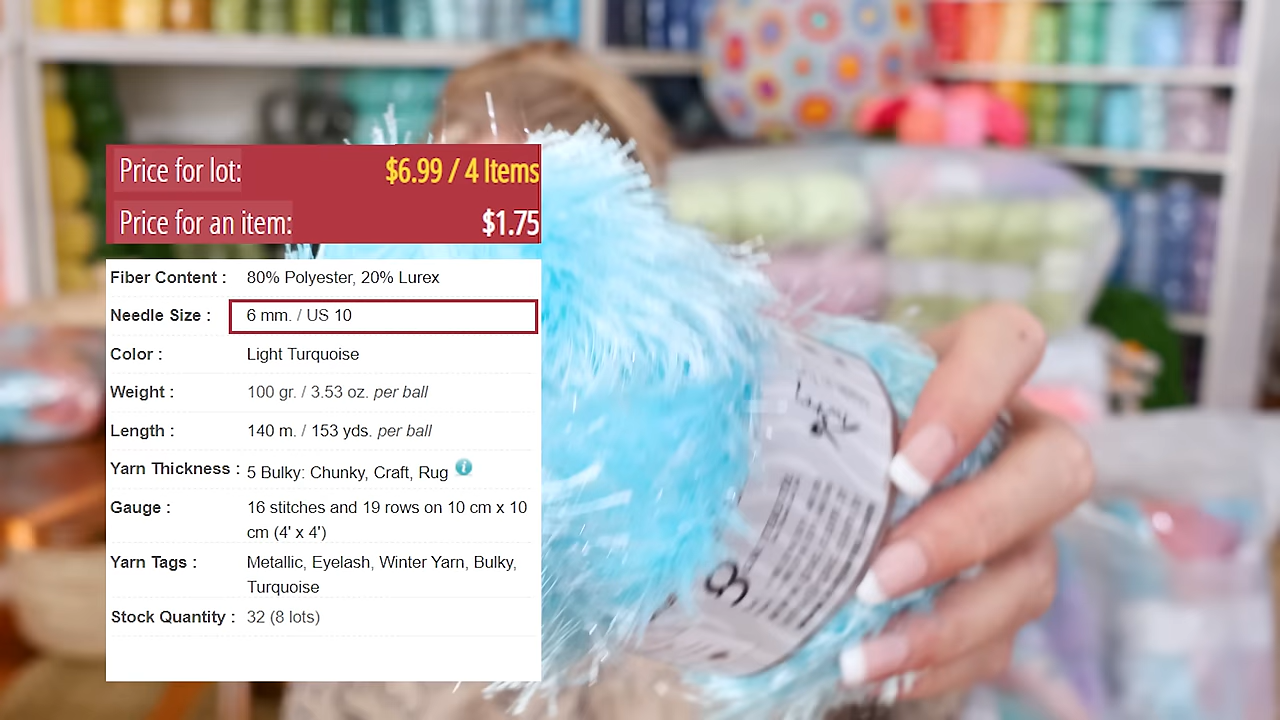 Price for lot: $6.99 / 4 Items
Price for an item: $1.75
Fiber Content : 80% Polyester, 20% Lurex
Needle Size : 6 mm. / US 10
Color : Light Turquoise
Weight : 100 gr. / 3.53 oz. per ball
Length : 140 m. / 153 yds. per ball
Yarn Thickness : 5 Bulky: Chunky, Craft, Rug
Gauge : 16 stitches and 19 rows on 10 cm x 10
cm (4' x 4')
Yarn Tags : Metallic, Eyelash, Winter Yarn, Bulky,
Turquoise
Stock Quantity : 32 (8 lots)